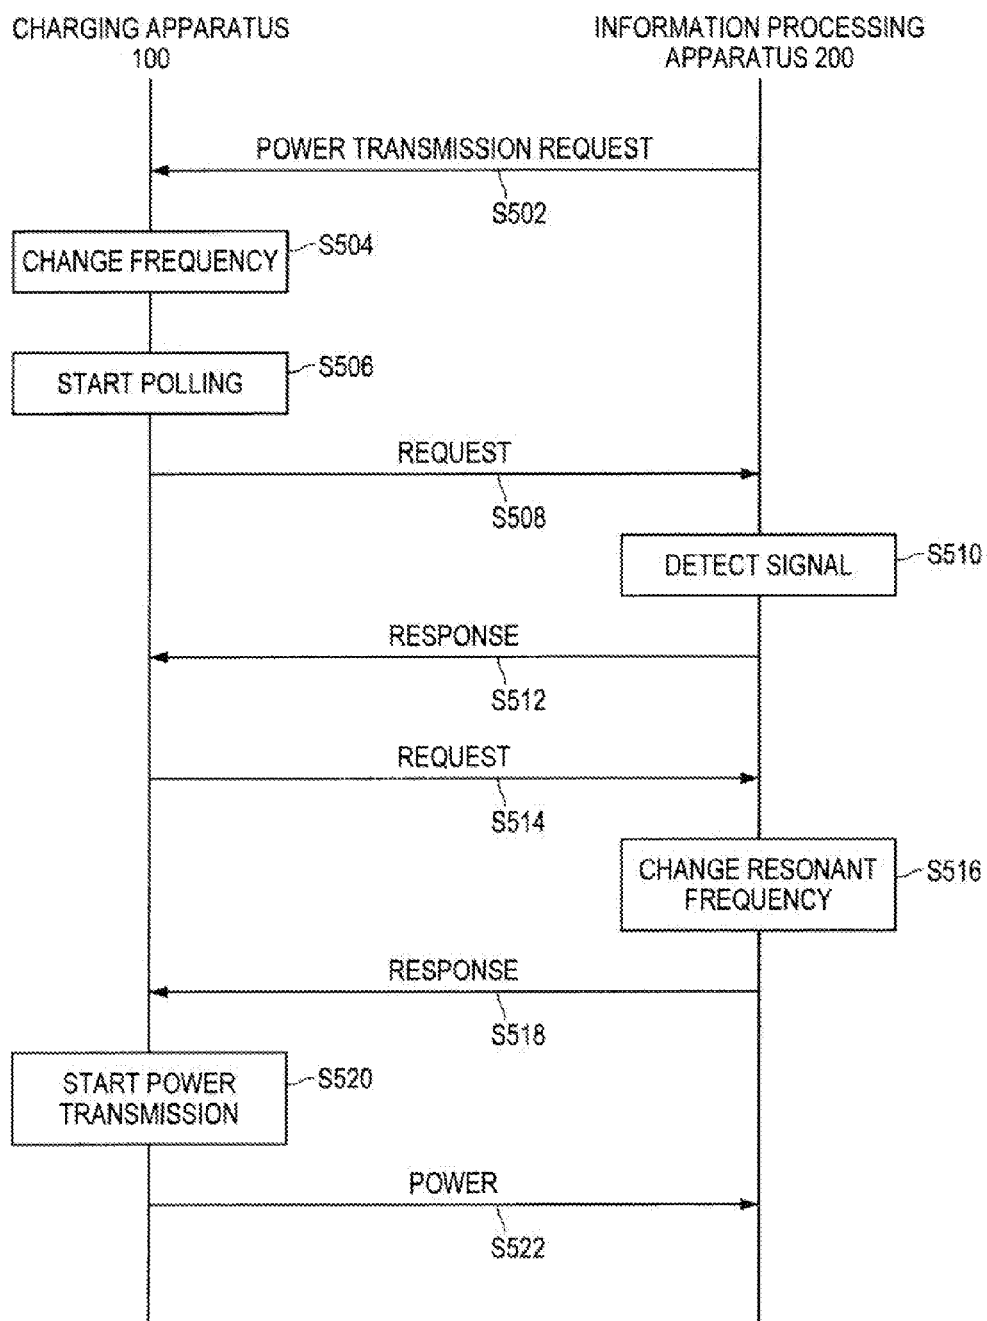 CHARGING APPARATUS
100
INFORMATION PROCESSING
APPARATUS 200
POWER TRANSMISSION REQUEST
S502
CHANGE FREQUENCY
S504
START POLLING
S506
REQUEST
S508
DETECT SIGNAL
S510
RESPONSE
S512
REQUEST
S514
CHANGE RESONANT
FREQUENCY
S516
RESPONSE
S518
START POWER
TRANSMISSION
S520
POWER
S522